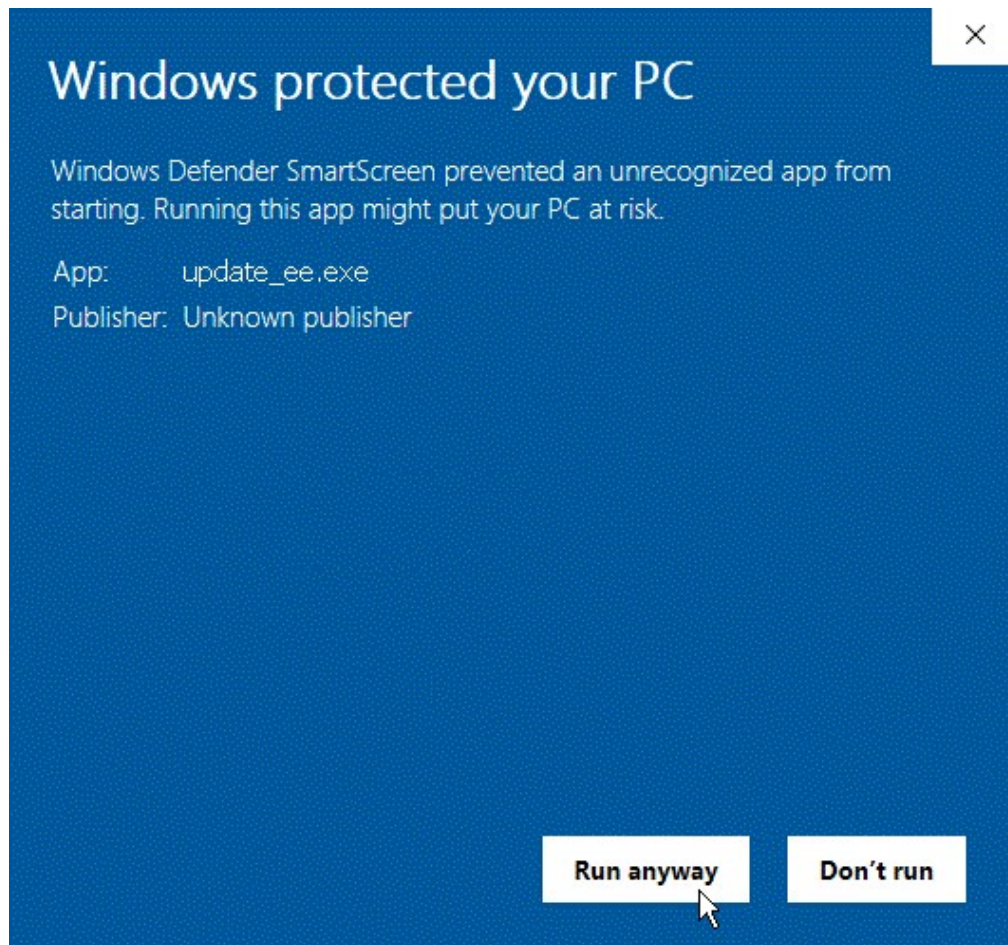 Windows protected your PC
Windows Defender SmartScreen prevented an unrecognized app from
starting. Running this app might put your PC at risk.
App: update_ee.exe
Publisher: Unknown publisher
Run anyway Don't run